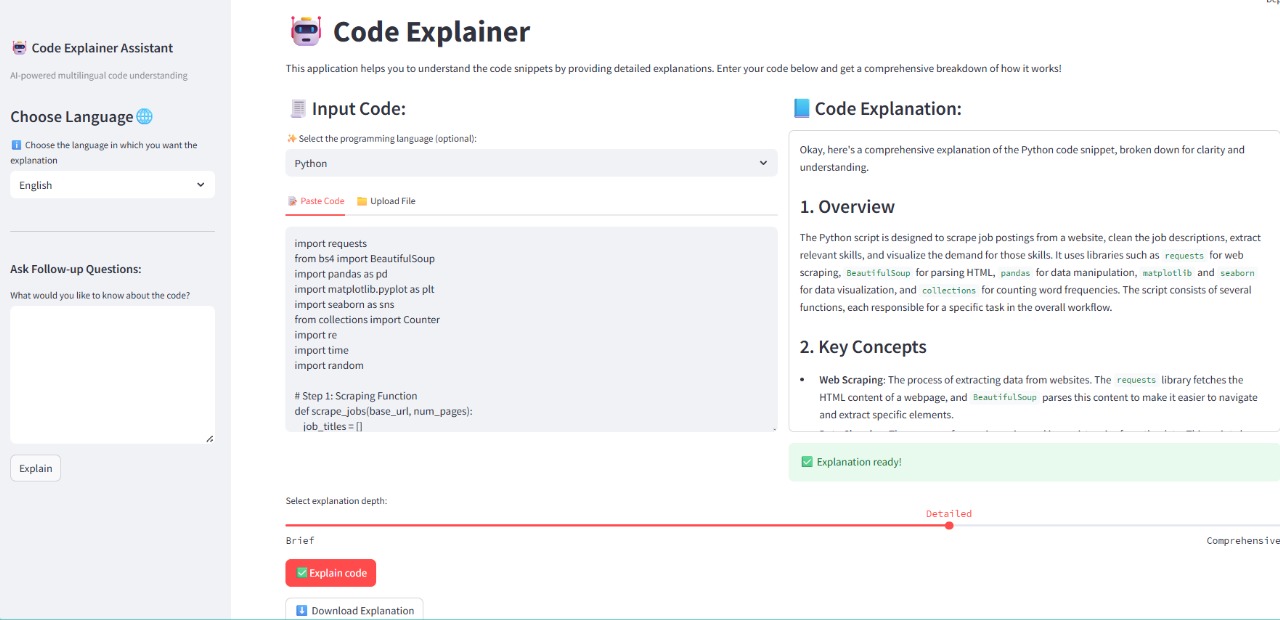 Code Explainer Assistant
AI-powered multilingual code understanding
Choose Language
Choose the language in which you want the
explanation
English
Ask Follow-up Questions:
What would you like to know about the code?
Explain
Code Explainer
This application helps you to understand the code snippets by providing detailed explanations. Enter your code below and get a comprehensive breakdown of how it works!
Input Code:
Select the programming language (optional):
Python
Paste Code
Upload File
import requests
from bs4 import BeautifulSoup
import pandas as pd
import matplotlib.pyplot as plt
import seaborn as sns
from collections import Counter
import re
import time
import random
# Step 1: Scraping Function
def scrape_jobs(base_url, num_pages):
job_titles = []
Code Explanation:
Okay, here's a comprehensive explanation of the Python code snippet, broken down for clarity and
understanding.
1. Overview
The Python script is designed to scrape job postings from a website, clean the job descriptions, extract
relevant skills, and visualize the demand for those skills. It uses libraries such as requests for web
scraping, BeautifulSoup for parsing HTML, pandas for data manipulation, matplotlib and seaborn
for data visualization, and collections for counting word frequencies. The script consists of several
functions, each responsible for a specific task in the overall workflow.
2. Key Concepts
• Web Scraping: The process of extracting data from websites. The requests library fetches the
HTML content of a webpage, and BeautifulSoup parses this content to make it easier to navigate
and extract specific elements.
Explanation ready!
Select explanation depth:
Detailed
Brief
Comprehensive
Explain code
Download Explanation